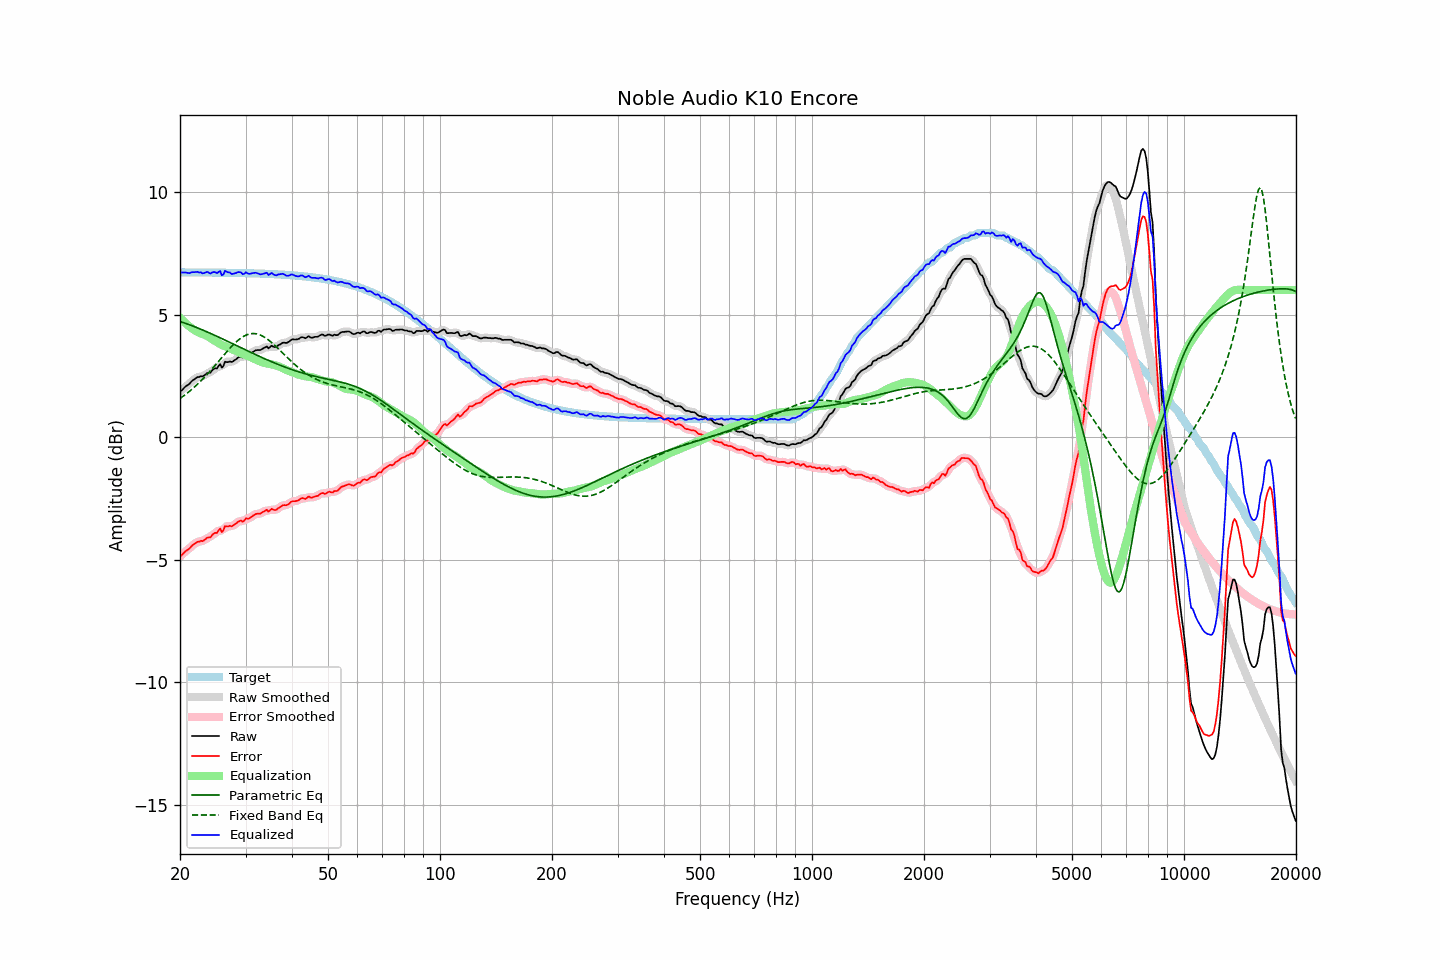 Noble Audio K10 Encore
Amplitude (dBr)
10
5
0
−5
−10
−15
Target
Raw Smoothed
Error Smoothed
Raw
Error
Equalization
Parametric Eq
Fixed Band Eq
Equalized
20
50
100
200
500
1000
2000
5000
10000
20000
Frequency (Hz)